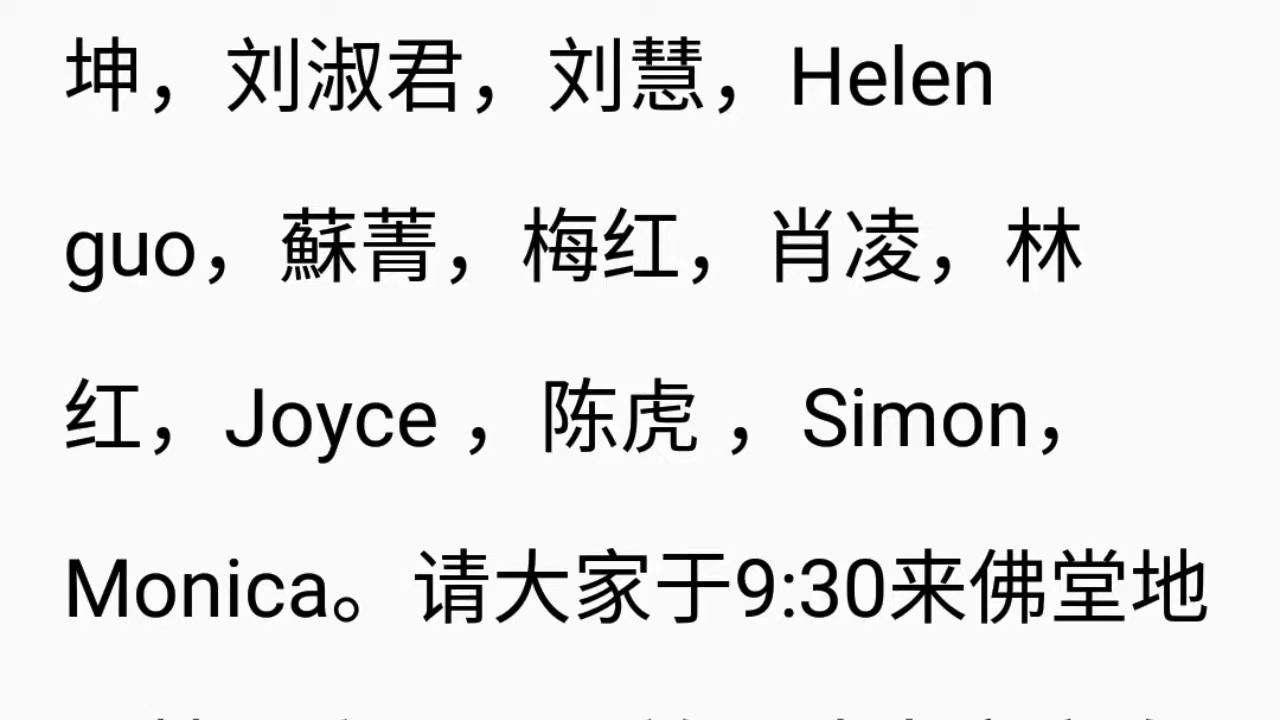 坤，刘淑君，刘慧，Helen
guo，蘇菁，梅红，肖凌，林
红，Joyce ，陈虎 ，Simon，
Monica。请大家于9:30来佛堂地